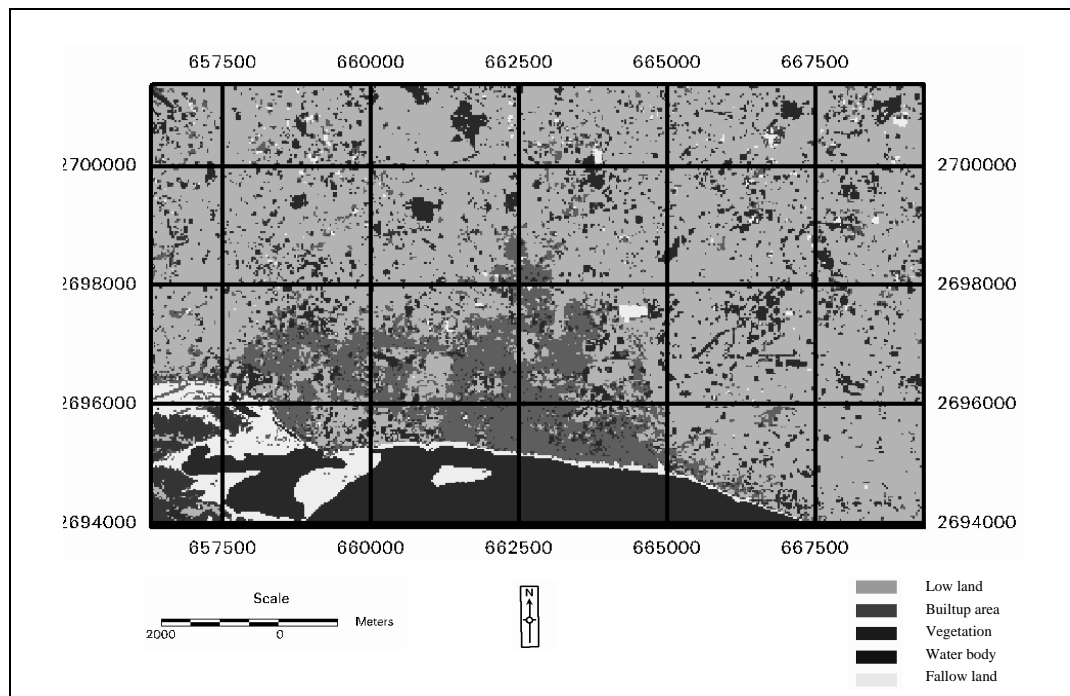 657500 660000 662500 665000 667500
2700000 2700000
2698000 2698000
2696000 2696000
2694000 2694000
657500 660000 662500 665000 667500
Scale
Meters
2000 0
N
Low land
Builtup area
Vegetation
Water body
Fallow land